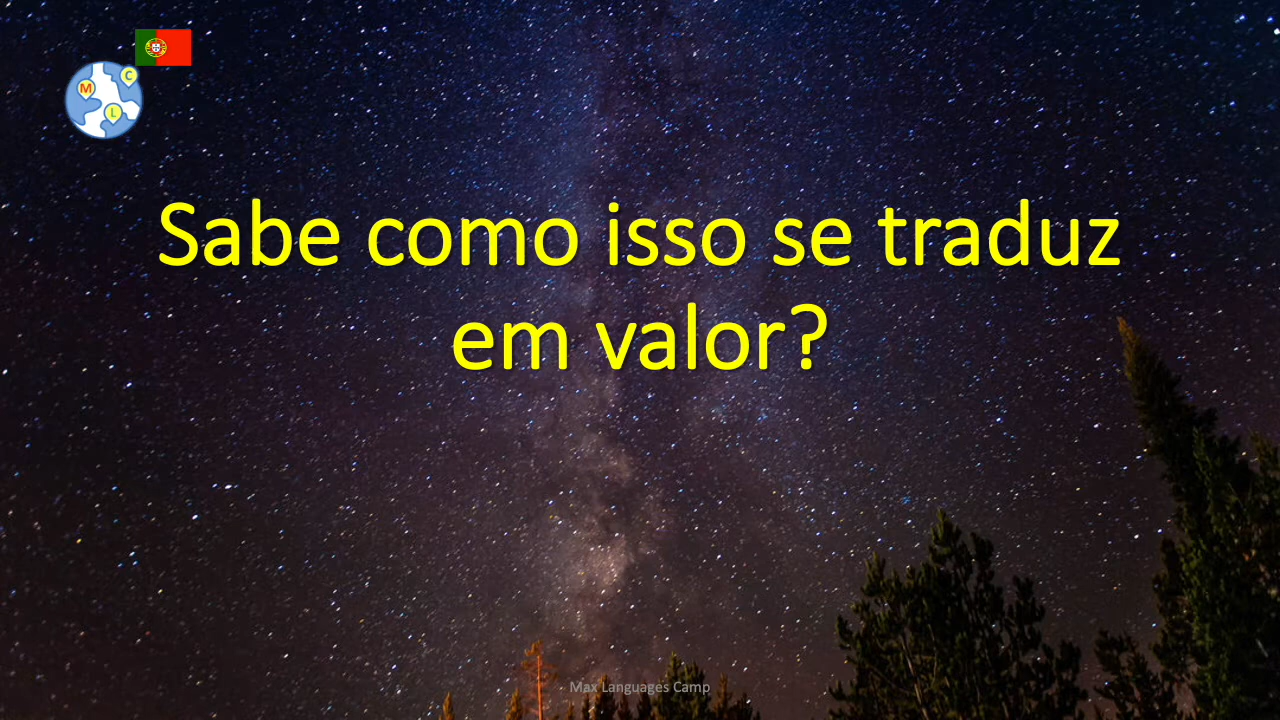 C
M
L
Sabe como isso se traduz
em valor?
Max Languages Camp